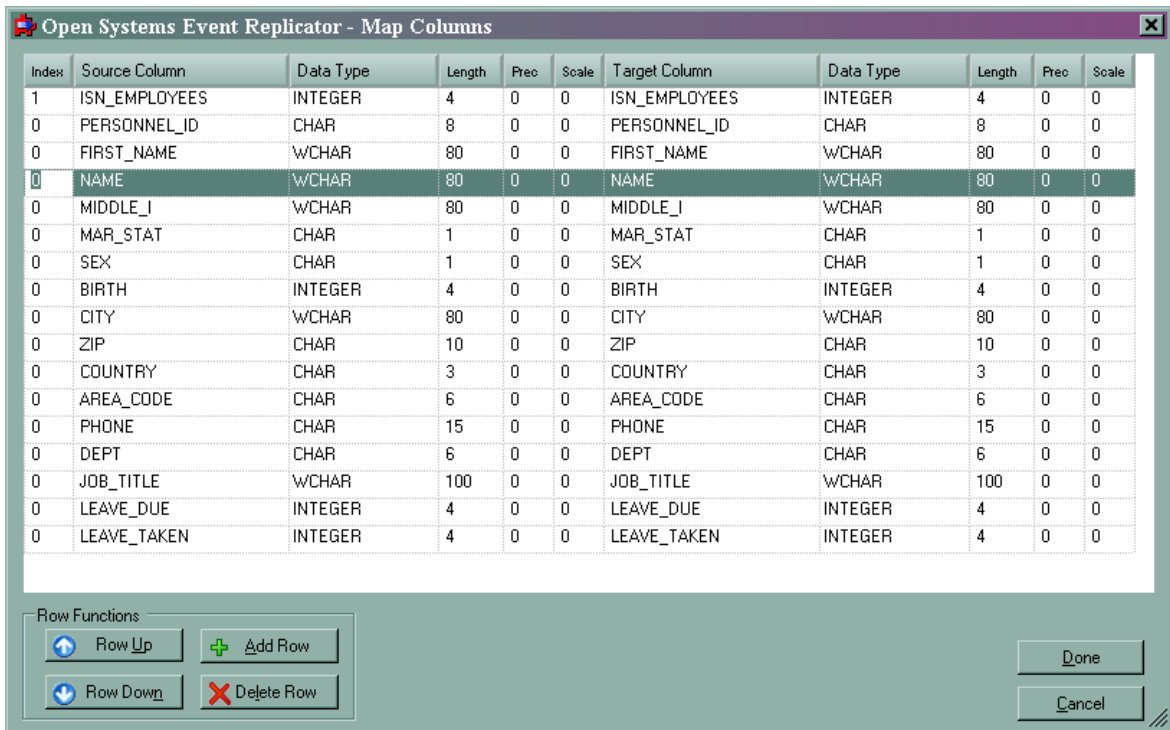 Open Systems Event Replicator - Map Columns
Index Source Column Data Type Length Prec Scale Target Column Data Type Length Prec Scale
1 ISN_EMPLOYEES INTEGER 4 0 0 ISN_EMPLOYEES INTEGER 4 0 0
0 PERSONNEL_ID CHAR 8 0 0 PERSONNEL_ID CHAR 8 0 0
0 FIRST_NAME WCHAR 80 0 0 FIRST_NAME WCHAR 80 0 0
0 NAME WCHAR 80 0 0 NAME WCHAR 80 0 0
0 MIDDLE_I WCHAR 80 0 0 MIDDLE_I WCHAR 80 0 0
0 MAR_STAT CHAR 1 0 0 MAR_STAT CHAR 1 0 0
0 SEX CHAR 1 0 0 SEX CHAR 1 0 0
0 BIRTH INTEGER 4 0 0 BIRTH INTEGER 4 0 0
0 CITY WCHAR 80 0 0 CITY WCHAR 80 0 0
0 ZIP CHAR 10 0 0 ZIP CHAR 10 0 0
0 COUNTRY CHAR 3 0 0 COUNTRY CHAR 3 0 0
0 AREA_CODE CHAR 6 0 0 AREA_CODE CHAR 6 0 0
0 PHONE CHAR 15 0 0 PHONE CHAR 15 0 0
0 DEPT CHAR 6 0 0 DEPT CHAR 6 0 0
0 JOB_TITLE WCHAR 100 0 0 JOB_TITLE WCHAR 100 0 0
0 LEAVE_DUE INTEGER 4 0 0 LEAVE_DUE INTEGER 4 0 0
0 LEAVE_TAKEN INTEGER 4 0 0 LEAVE_TAKEN INTEGER 4 0 0
Row Functions
Row Up Add Row
Row Down Delete Row
Done
Cancel